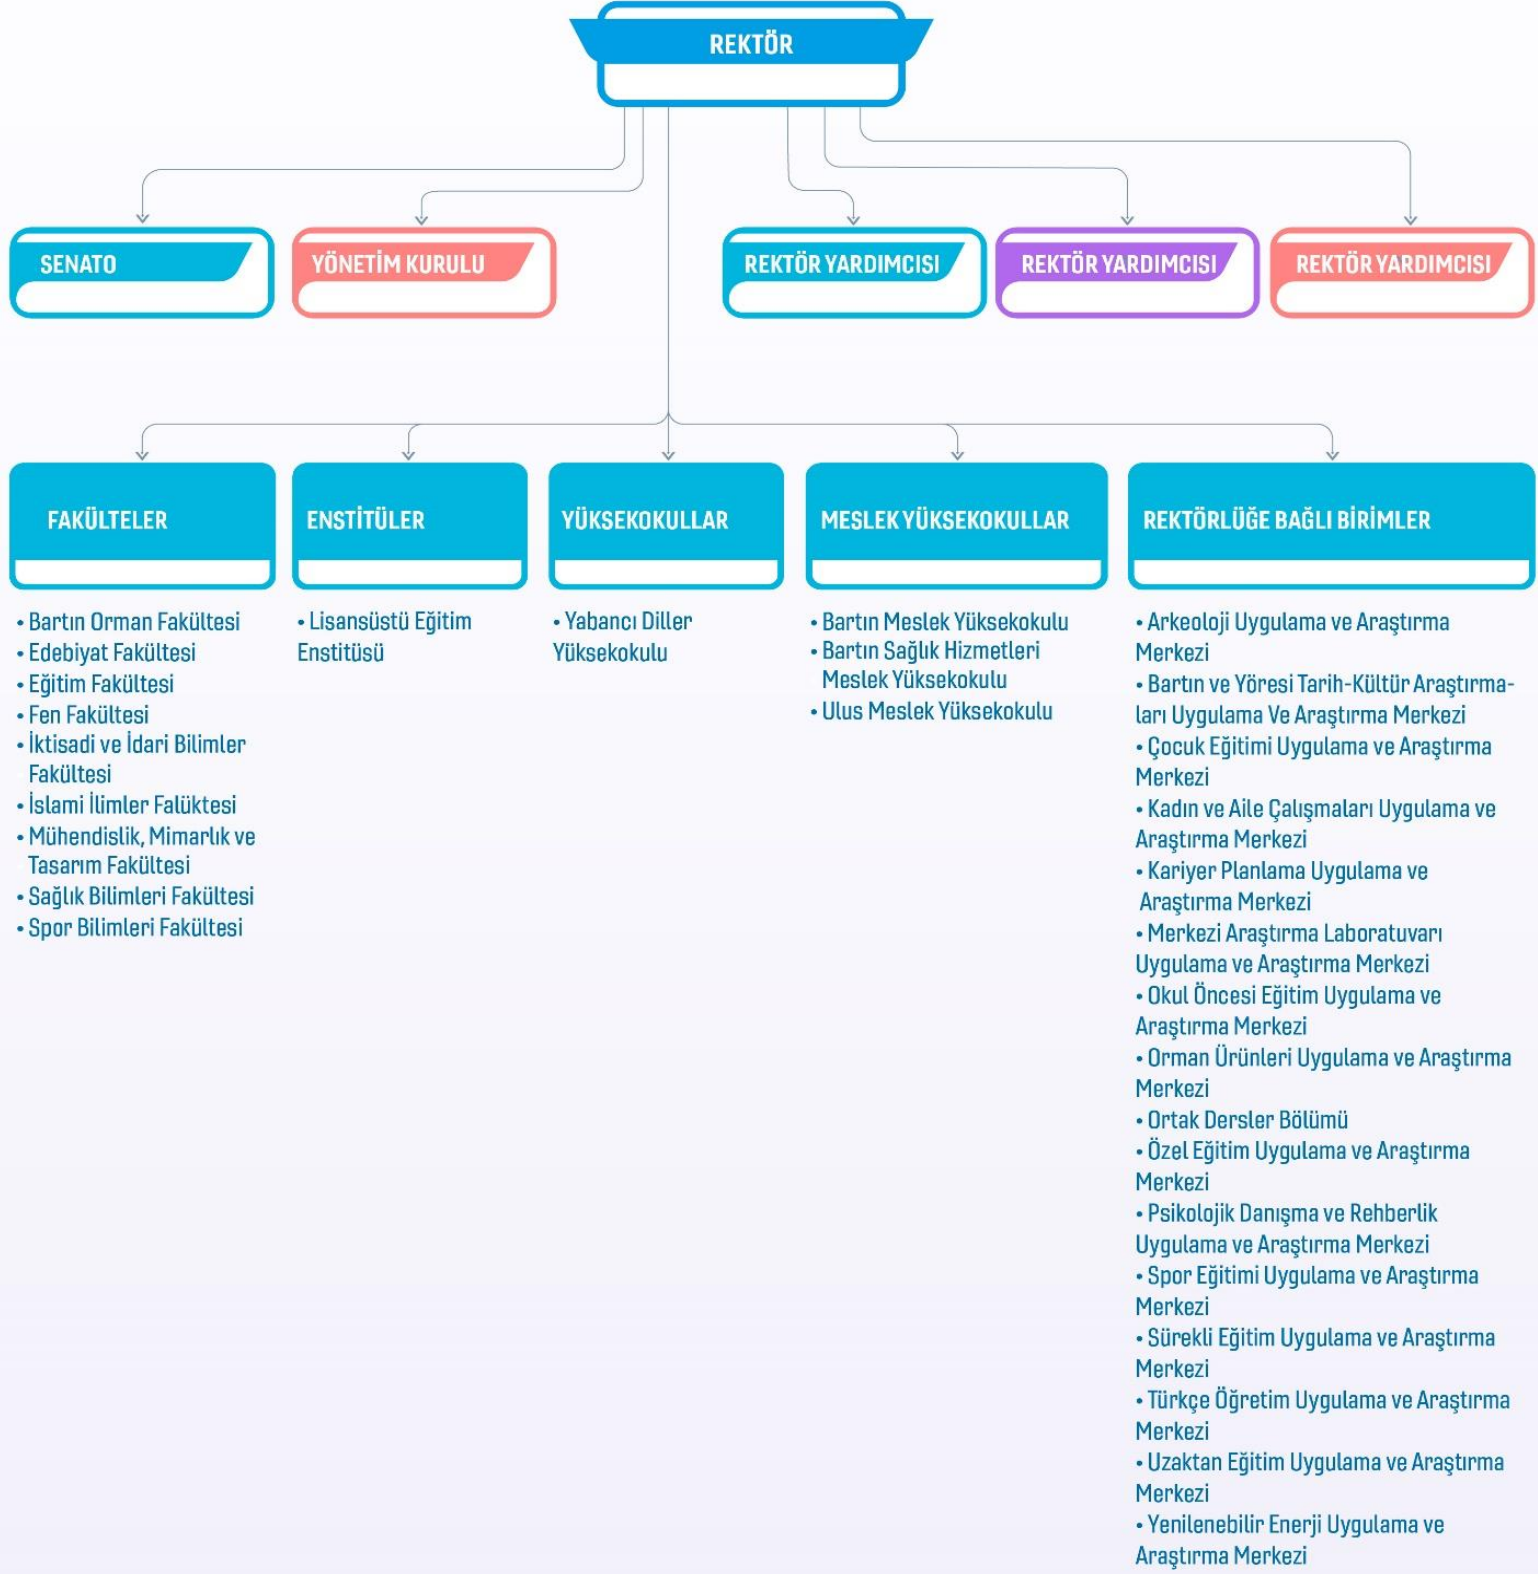 REKTÖR
SENATO
YÖNETİM KURULU
REKTÖR YARDIMCISI
REKTÖR YARDIMCISI
REKTÖR YARDIMCISI
FAKÜLTELER
• Bartın Orman Fakültesi
• Edebiyat Fakültesi
• Eğitim Fakültesi
• Fen Fakültesi
• İktisadi ve İdari Bilimler
Fakültesi
• İslami İlimler Falüktesi
• Mühendislik, Mimarlık ve
Tasarım Fakültesi
• Sağlık Bilimleri Fakültesi
• Spor Bilimleri Fakültesi
ENSTİTÜLER
• Lisansüstü Eğitim
Enstitüsü
YÜKSEKOKULLAR
• Yabancı Diller
Yüksekokulu
MESLEK YÜKSEKOKULLAR
• Bartın Meslek Yüksekokulu
• Bartın Sağlık Hizmetleri
Meslek Yüksekokulu
• Ulus Meslek Yüksekokulu
REKTÖRLÜĞE BAĞLI BİRİMLER
• Arkeoloji Uygulama ve Araştırma
Merkezi
• Bartın ve Yöresi Tarih-Kültür Araştırma-
ları Uygulama Ve Araştırma Merkezi
• Çocuk Eğitimi Uygulama ve Araştırma
Merkezi
• Kadın ve Aile Çalışmaları Uygulama ve
Araştırma Merkezi
• Kariyer Planlama Uygulama ve
Araştırma Merkezi
• Merkezi Araştırma Laboratuvarı
Uygulama ve Araştırma Merkezi
• Okul Öncesi Eğitim Uygulama ve
Araştırma Merkezi
• Orman Ürünleri Uygulama ve Araştırma
Merkezi
• Ortak Dersler Bölümü
• Özel Eğitim Uygulama ve Araştırma
Merkezi
• Psikolojik Danışma ve Rehberlik
Uygulama ve Araştırma Merkezi
• Spor Eğitimi Uygulama ve Araştırma
Merkezi
• Sürekli Eğitim Uygulama ve Araştırma
Merkezi
• Türkçe Öğretim Uygulama ve Araştırma
Merkezi
• Uzaktan Eğitim Uygulama ve Araştırma
Merkezi
• Yenilenebilir Enerji Uygulama ve
Araştırma Merkezi